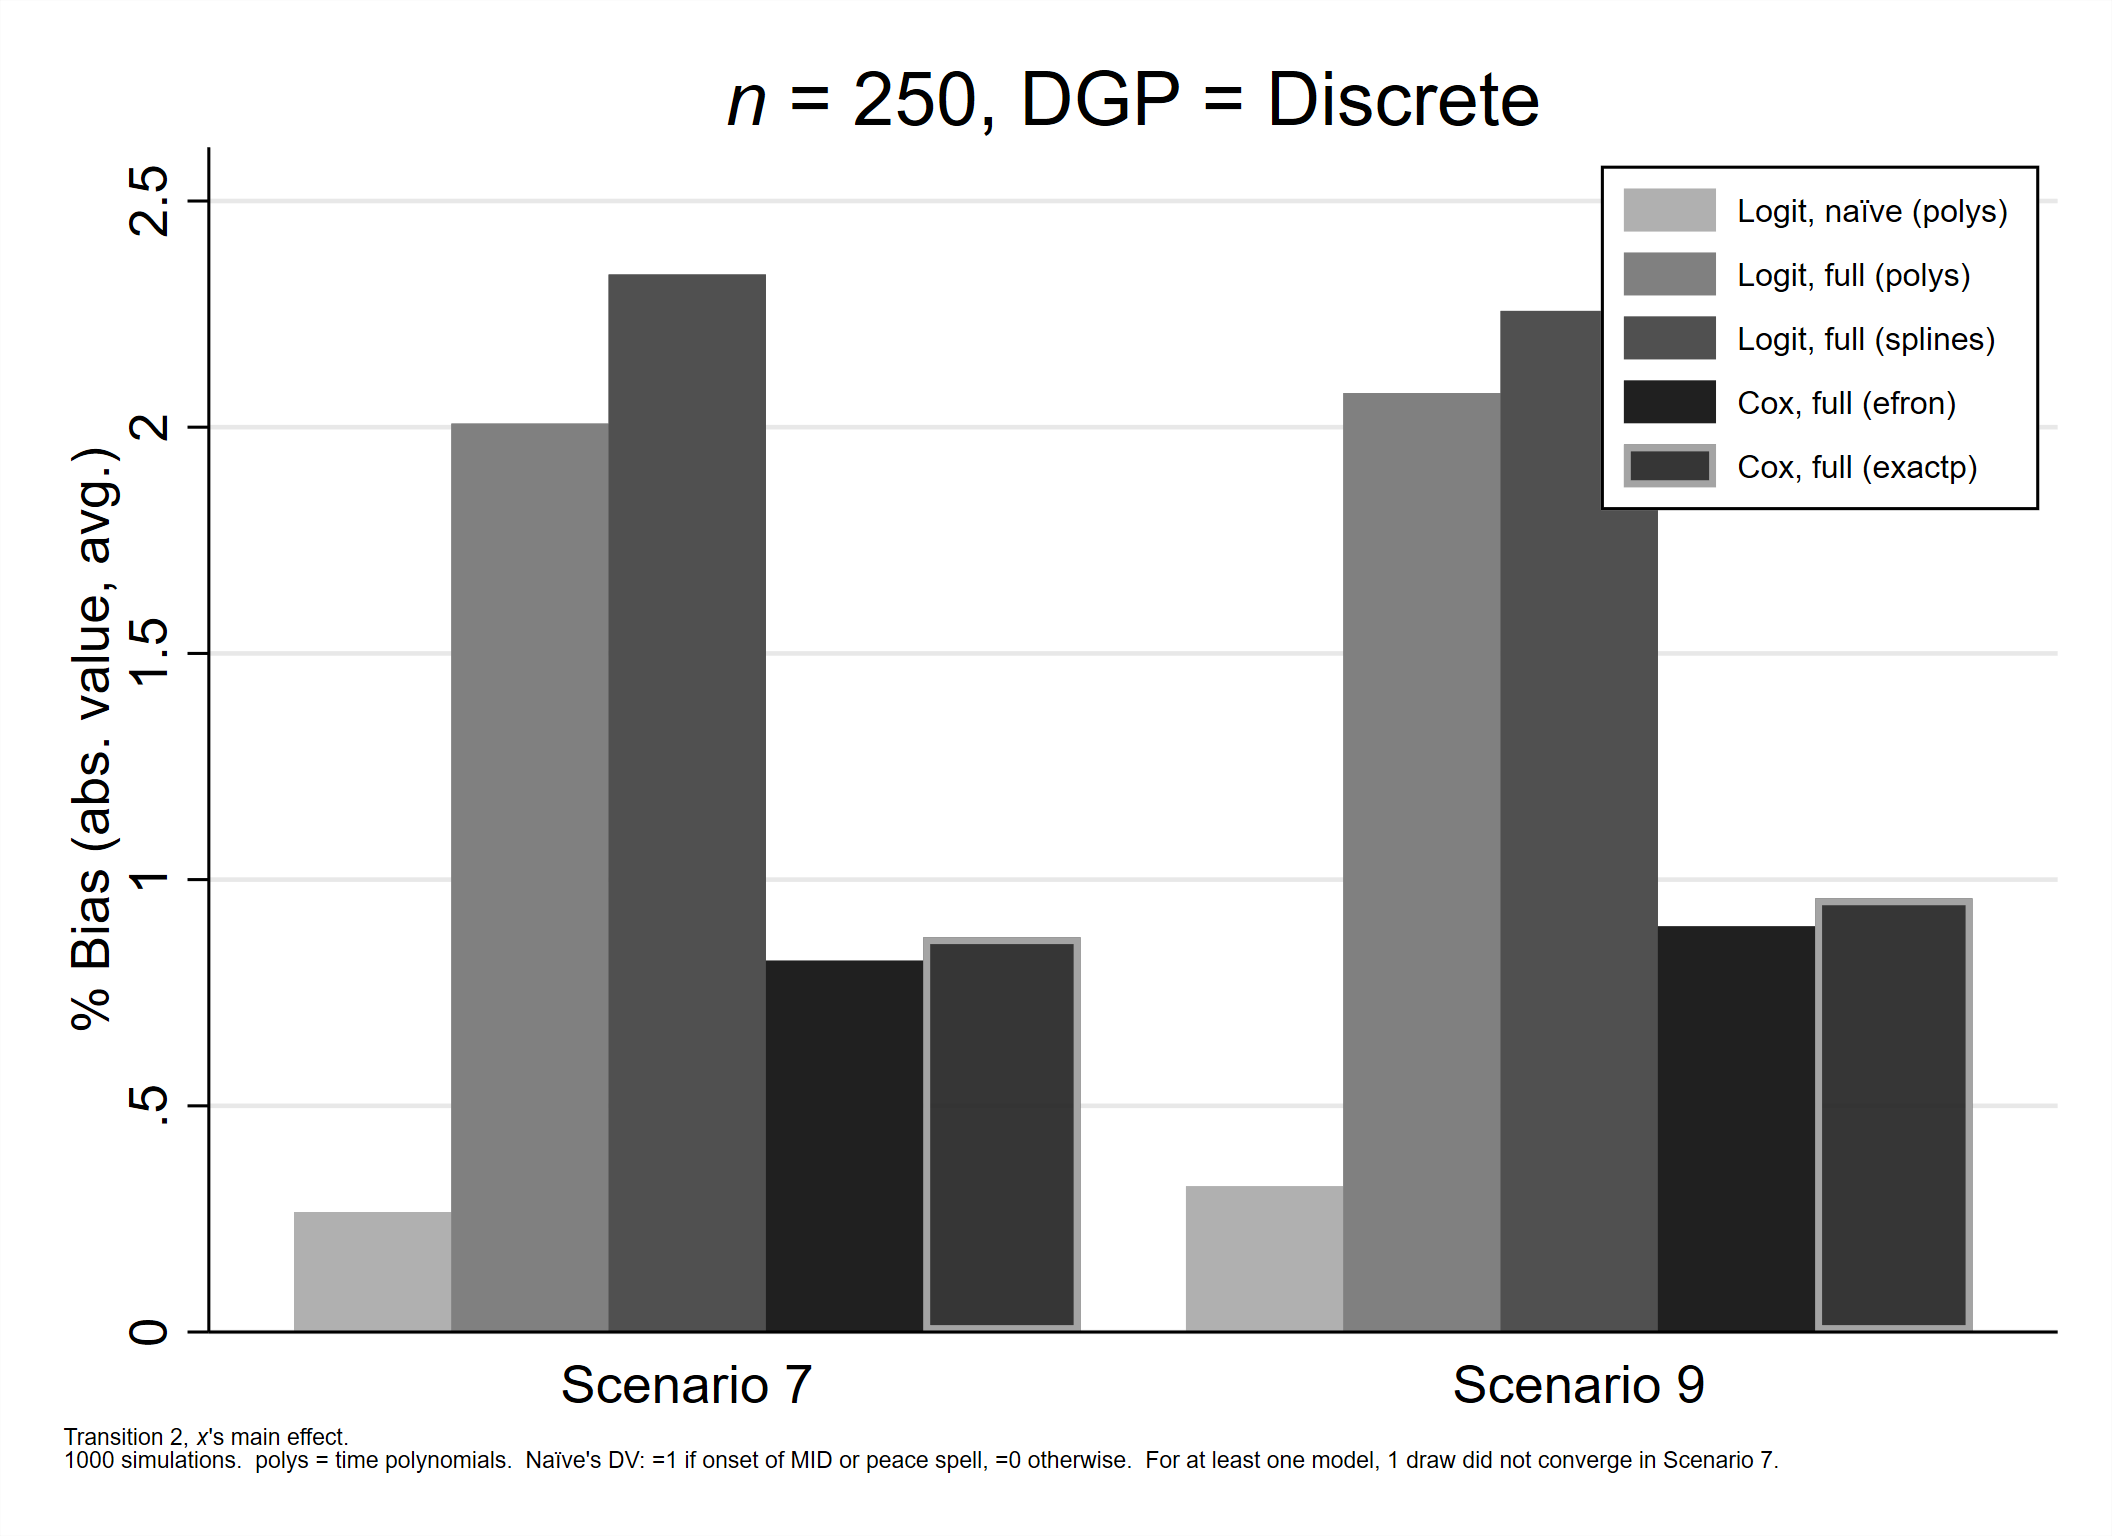 n = 250, DGP = Discrete
% Bias (abs. value, avg.)
2.5
2
1.5
1
.5
0
Logit, naïve (polys)
Logit, full (polys)
Logit, full (splines)
Cox, full (efron)
Cox, full (exactp)
Scenario 7
Scenario 9
Transition 2, x's main effect.
1000 simulations.  polys = time polynomials.  Naïve's DV: =1 if onset of MID or peace spell, =0 otherwise.  For at least one model, 1 draw did not converge in Scenario 7.